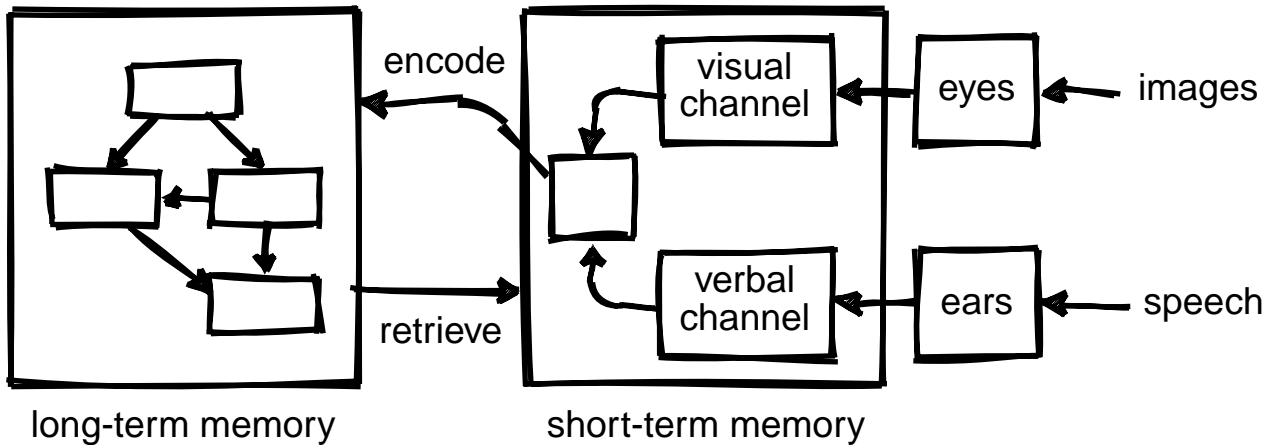 encode
visual
channel
eyes
images
verbal
channel
ears
speech
retrieve
long-term memory
short-term memory